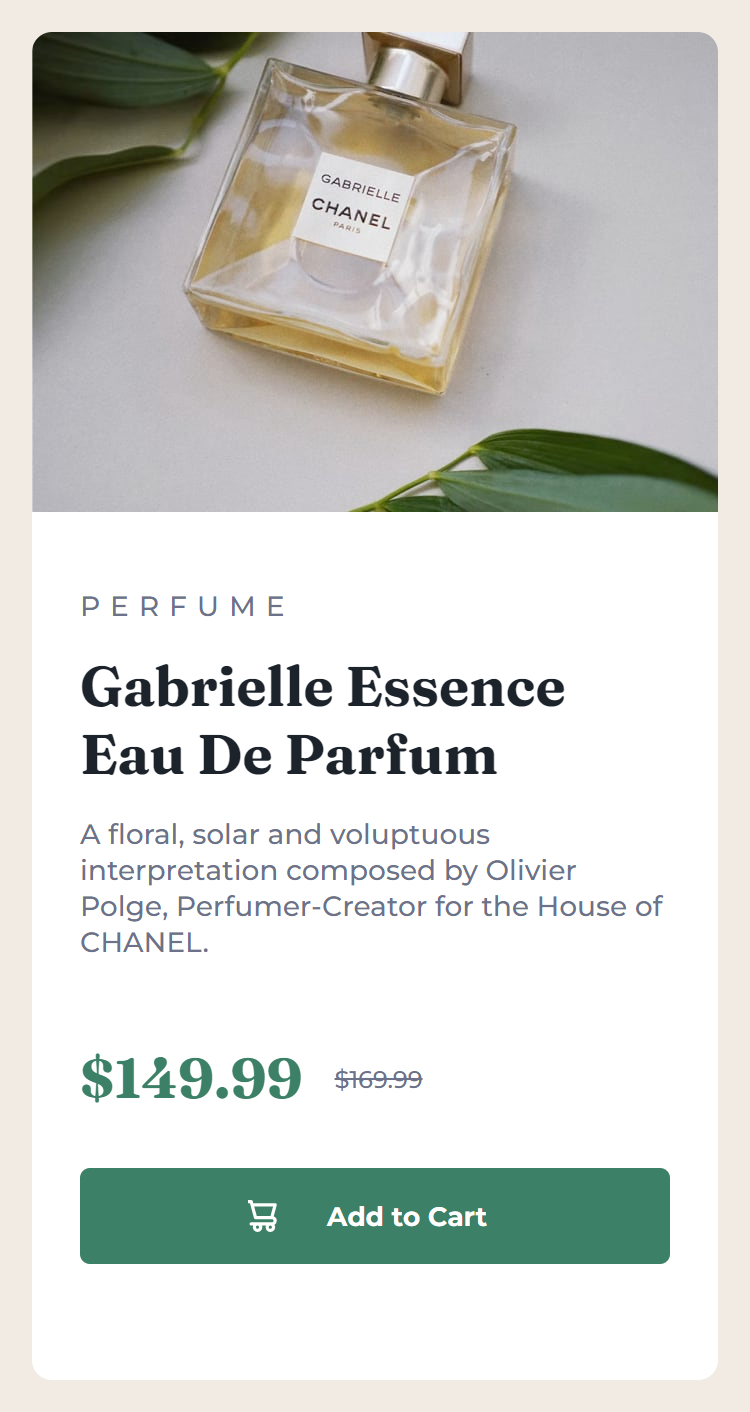 GABRIELLE
CHANEL
PARIS
PERFUME
Gabrielle Essence
Eau De Parfum
A floral, solar and voluptuous
interpretation composed by Olivier
Polge, Perfumer-Creator for the House of
CHANEL.
$149.99 $169.99
Add to Cart